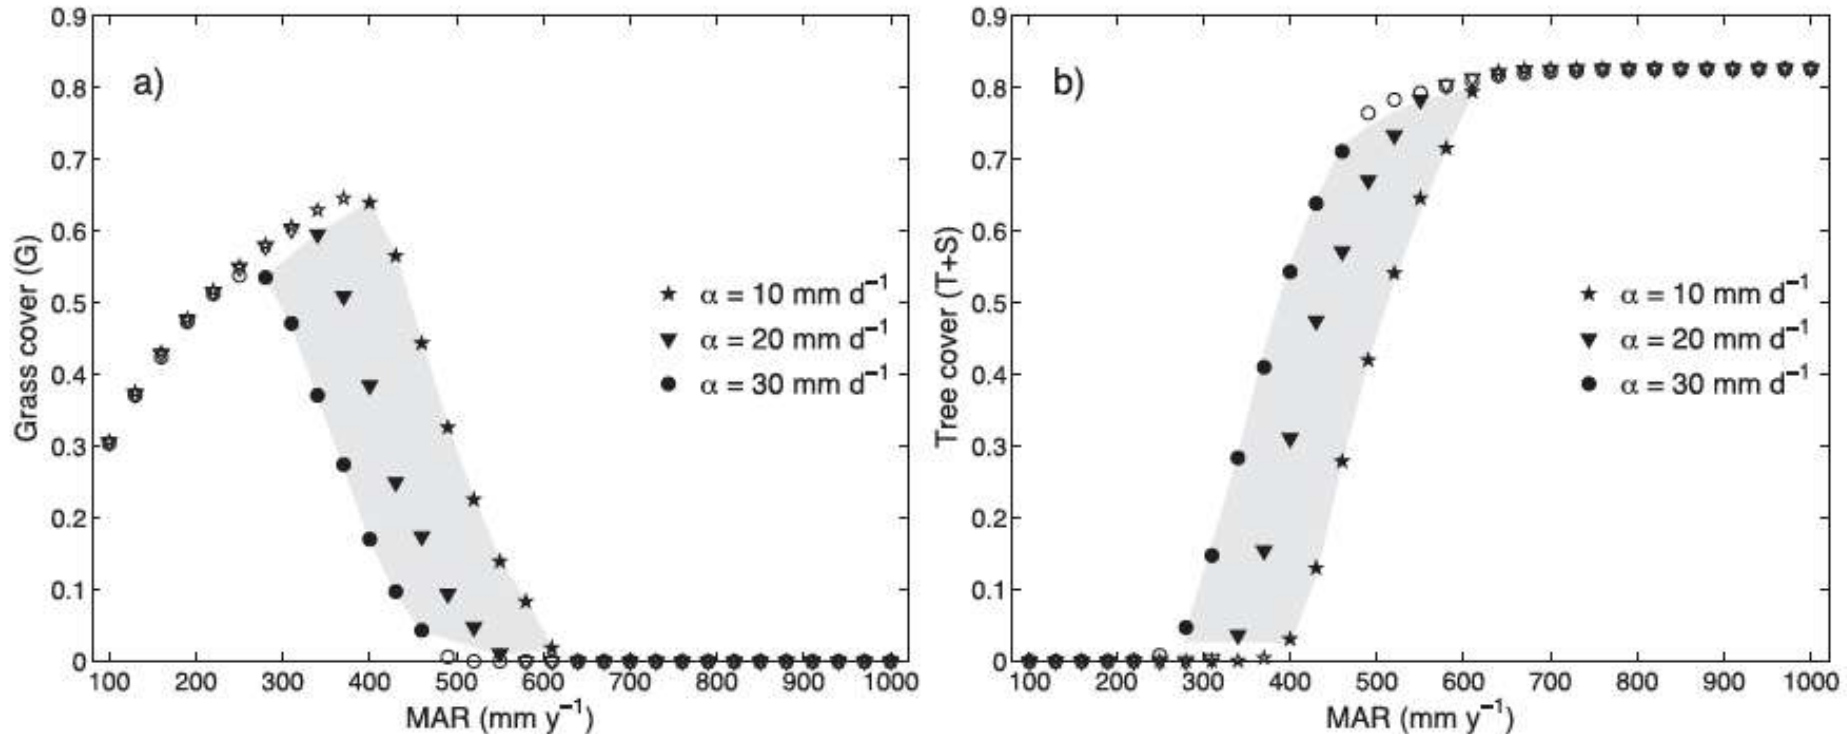 a)
0.9
0.8
0.7
0.6
0.5
0.4
0.3
0.2
0.1
0
Grass cover (G)
★ α = 10 mm d⁻¹
▼ α = 20 mm d⁻¹
● α = 30 mm d⁻¹
100 200 300 400 500 600 700 800 900 1000
MAR (mm y⁻¹)
b)
0.9
0.8
0.7
0.6
0.5
0.4
0.3
0.2
0.1
0
Tree cover (T+S)
★ α = 10 mm d⁻¹
▼ α = 20 mm d⁻¹
● α = 30 mm d⁻¹
100 200 300 400 500 600 700 800 900 1000
MAR (mm y⁻¹)